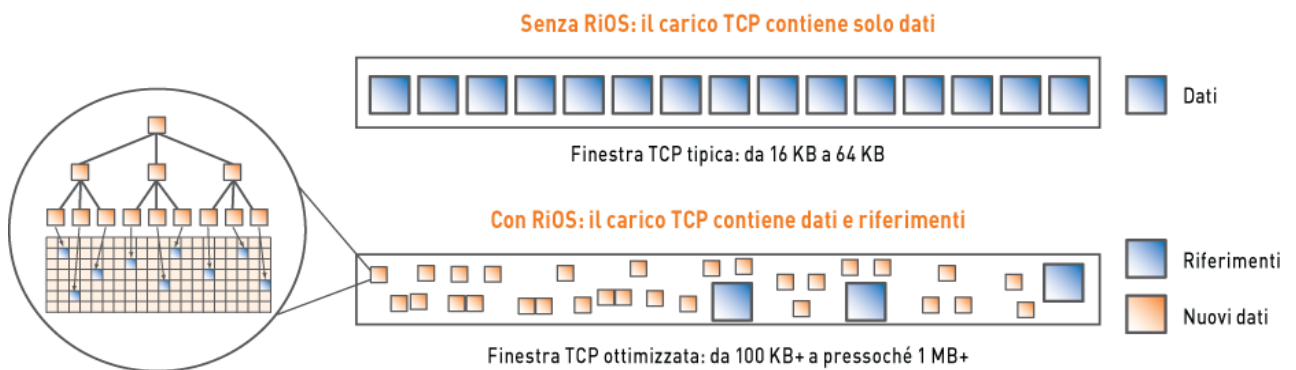 Senza RiOS: il carico TCP contiene solo dati
Dati
Finestra TCP tipica: da 16 KB a 64 KB
Con RiOS: il carico TCP contiene dati e riferimenti
Riferimenti
Nuovi dati
Finestra TCP ottimizzata: da 100 KB+ a pressoché 1 MB+